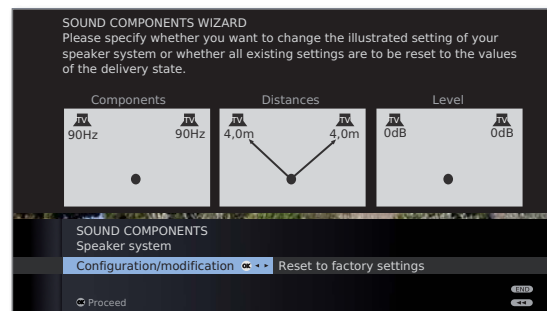 SOUND COMPONENTS WIZARD
Please specify whether you want to change the illustrated setting of your
speaker system or whether all existing settings are to be reset to the values
of the delivery state.
Components
Distances
Level
TV TV
90Hz 90Hz
TV TV
4,0m 4,0m
TV TV
0dB 0dB
SOUND COMPONENTS
Speaker system
Configuration/modification OK Reset to factory settings
END
OK Proceed